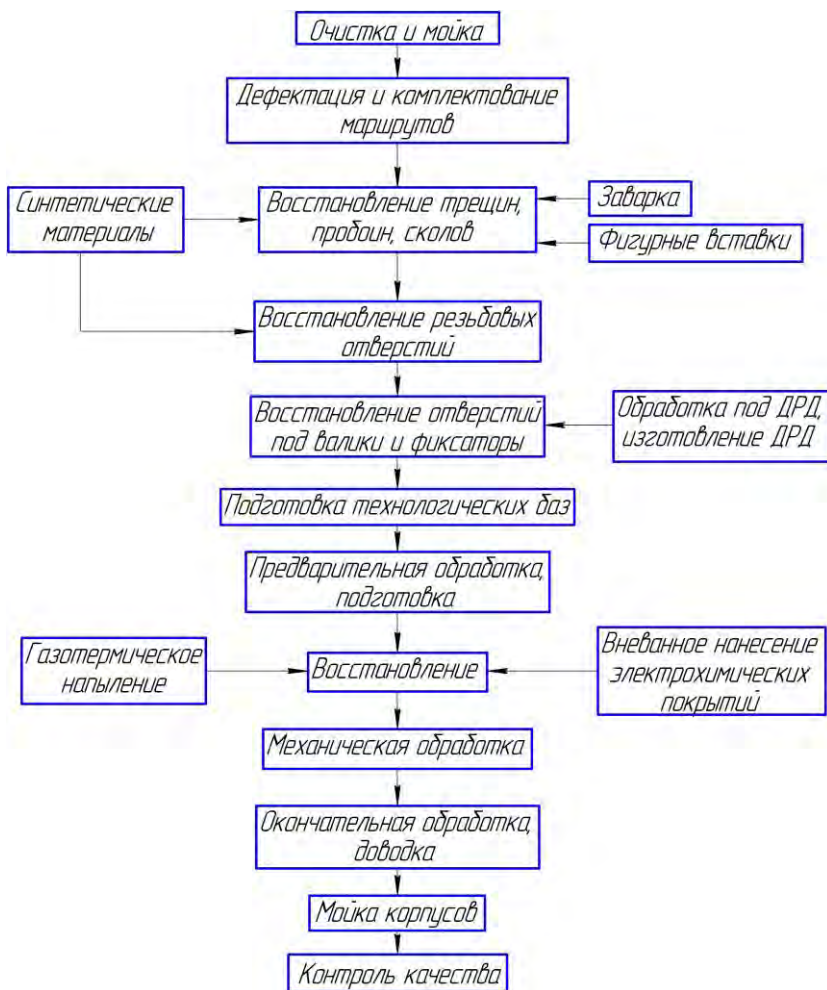 Очистка и мойка
Дефектация и комплектование
маршрутов
Синтетические
материалы
Восстановление трещин,
пробоин, сколов
Заварка
Фигурные вставки
Восстановление резьбовых
отверстий
Восстановление отверстий
под валики и фиксаторы
Обработка под ДРД,
изготовление ДРД
Подготовка технологических баз
Предварительная обработка,
подготовка
Газотермическое
напыление
Восстановление
Вневанное нанесение
электрохимических
покрытий
Механическая обработка
Окончательная обработка,
доводка
Мойка корпусов
Контроль качества